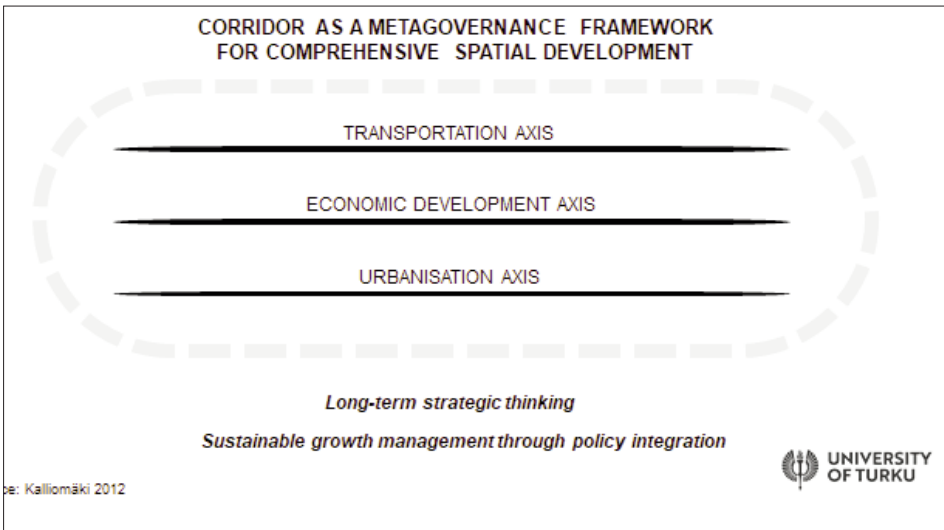 CORRIDOR AS A METAGOVERNANCE FRAMEWORK
FOR COMPREHENSIVE SPATIAL DEVELOPMENT
TRANSPORTATION AXIS
ECONOMIC DEVELOPMENT AXIS
URBANISATION AXIS
Long-term strategic thinking
Sustainable growth management through policy integration
UNIVERSITY
OF TURKU
Kalliomäki 2012